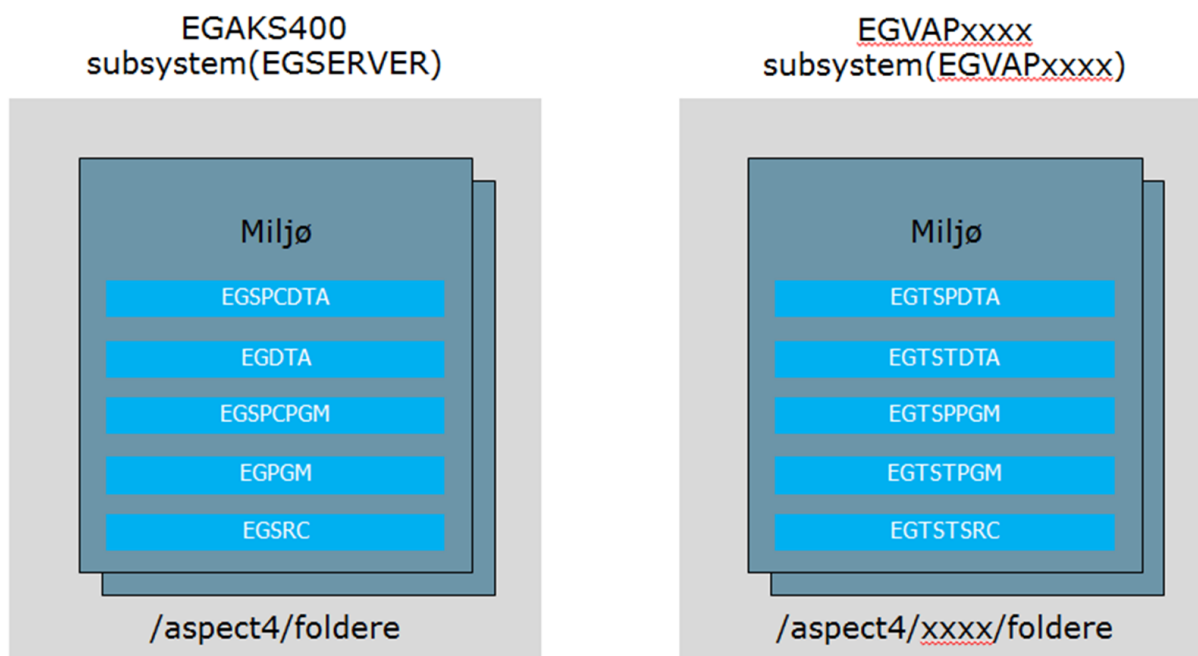 EGAKS400
subsystem(EGSERVER)
Miljø
EGSPCDTA
EGDTA
EGSPCPGM
EGPGM
EGSRC
/aspect4/foldere
EGVAPxxxx
subsystem(EGVAPxxxx)
Miljø
EGTSPDTA
EGTSTDTA
EGTSPPGM
EGTSTPGM
EGTSTSRC
/aspect4/xxxx/foldere